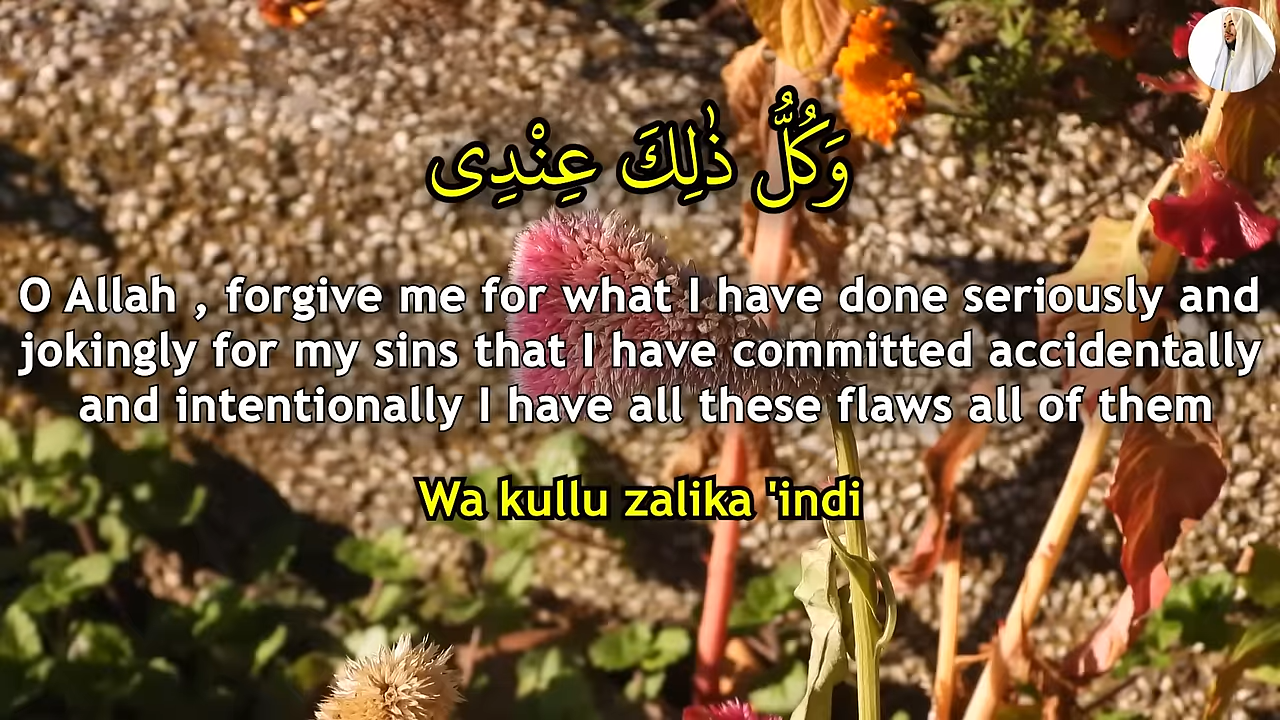 وَكُلُّ ذٰلِكَ عِنْدِی
O Allah , forgive me for what I have done seriously and
jokingly for my sins that I have committed accidentally
and intentionally I have all these flaws all of them
Wa kullu zalika 'indi